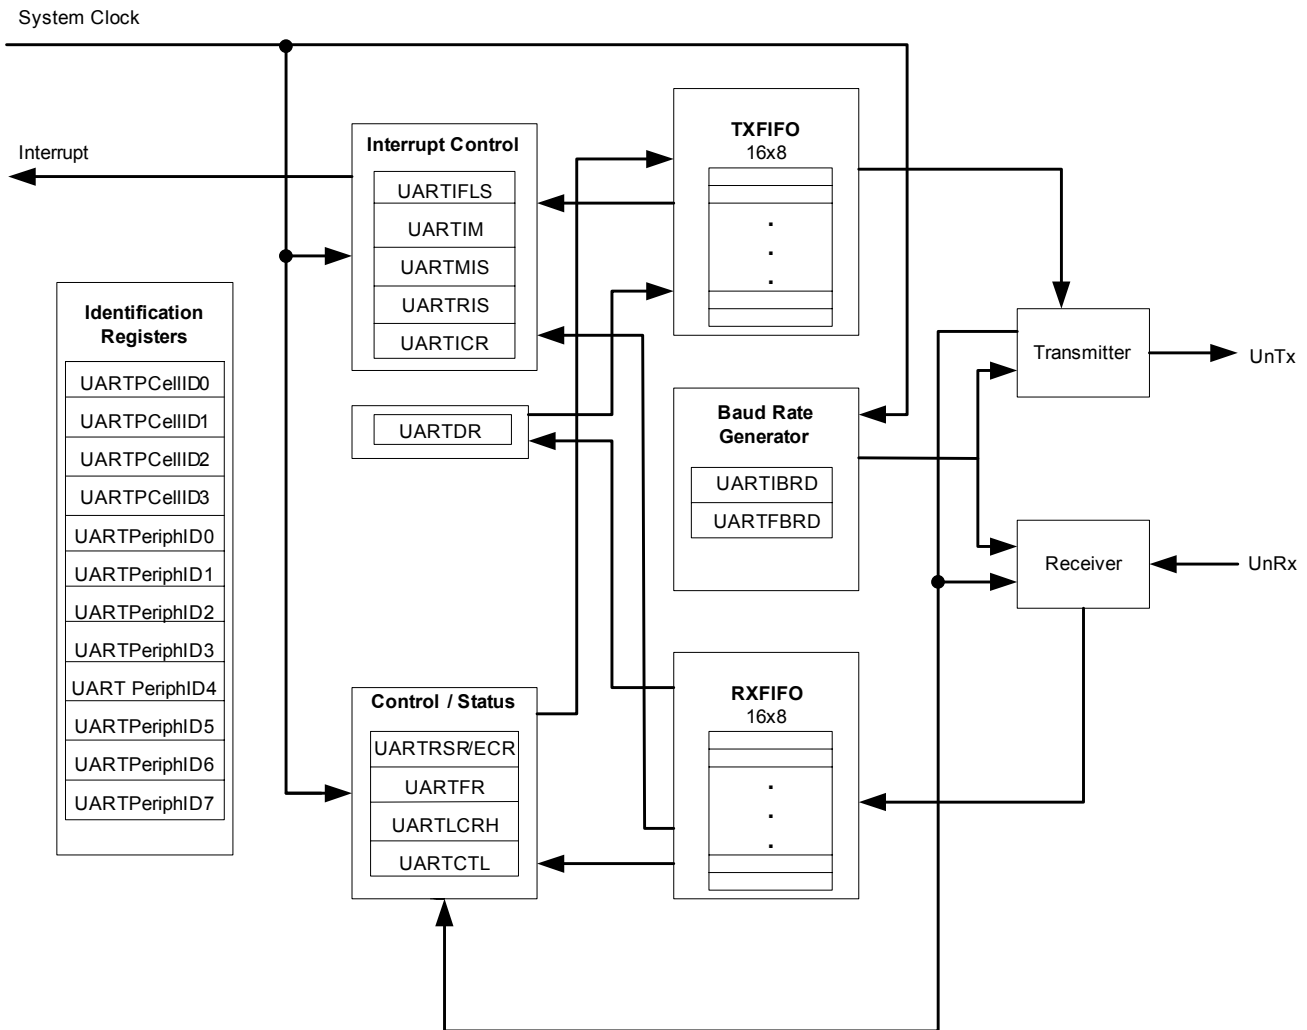 System Clock
Interrupt
Identification
Registers
UARTPCellID0
UARTPCellID1
UARTPCellID2
UARTPCellID3
UARTPeriphID0
UARTPeriphID1
UARTPeriphID2
UARTPeriphID3
UART PeriphID4
UARTPeriphID5
UARTPeriphID6
UARTPeriphID7
Interrupt Control
UARTIFLS
UARTIM
UARTMIS
UARTRIS
UARTICR
UARTDR
Control / Status
UARTRSR/ECR
UARTFR
UARTLCRH
UARTCTL
TXFIFO
16x8
.
.
.
Baud Rate
Generator
UARTIBRD
UARTFBRD
RXFIFO
16x8
.
.
.
Transmitter
UnTx
Receiver
UnRx